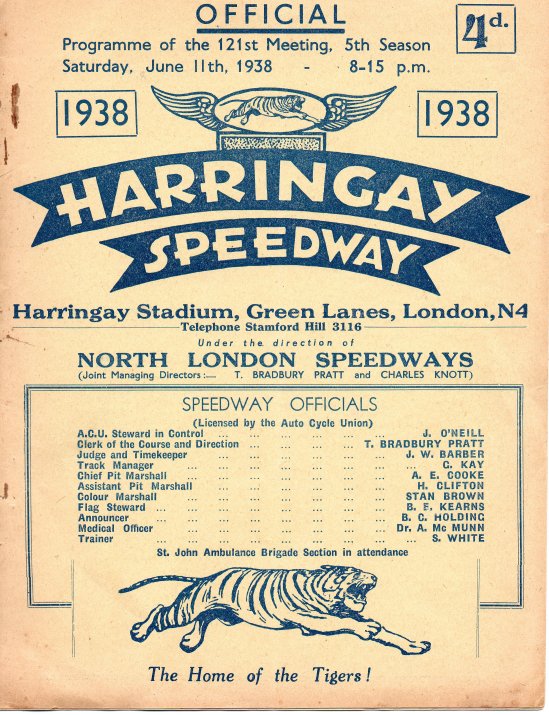 OFFICIAL
4d.
Programme of the 121st Meeting, 5th Season
Saturday, June 11th, 1938 - 8-15 p.m.
1938
1938
HARRINGAY
SPEEDWAY
Harringay Stadium, Green Lanes, London, N4
Telephone Stamford Hill 3116
Under the direction of
NORTH LONDON SPEEDWAYS
(Joint Managing Directors :— T. BRADBURY PRATT and CHARLES KNOTT)
SPEEDWAY OFFICIALS
(Licensed by the Auto Cycle Union)
A.C.U. Steward in Control ... ... ... ... ... ... J. O'NEILL
Clerk of the Course and Direction ... ... ... ... T. BRADBURY PRATT
Judge and Timekeeper ... ... ... ... ... ... J. W. BARBER
Track Manager ... ... ... ... ... ... ... C. KAY
Chief Pit Marshall ... ... ... ... ... ... A. E. COOKE
Assistant Pit Marshall ... ... ... ... ... ... H. CLIFTON
Colour Marshall ... ... ... ... ... ... STAN BROWN
Flag Steward ... ... ... ... ... ... ... B. F. KEARNS
Announcer ... ... ... ... ... ... ... B. C. HOLDING
Medical Officer ... ... ... ... ... ... Dr. A. Mc MUNN
Trainer ... ... ... ... ... ... ... S. WHITE
St. John Ambulance Brigade Section in attendance
The Home of the Tigers !